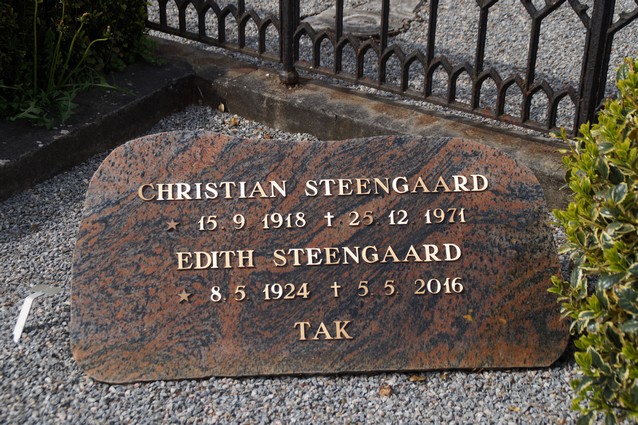 CHRISTIAN STEENGAARD
★ 15.9 1918 ✝ 25.12 1971
EDITH STEENGAARD
★ 8.5 1924 ✝ 5.5.2016
TAK